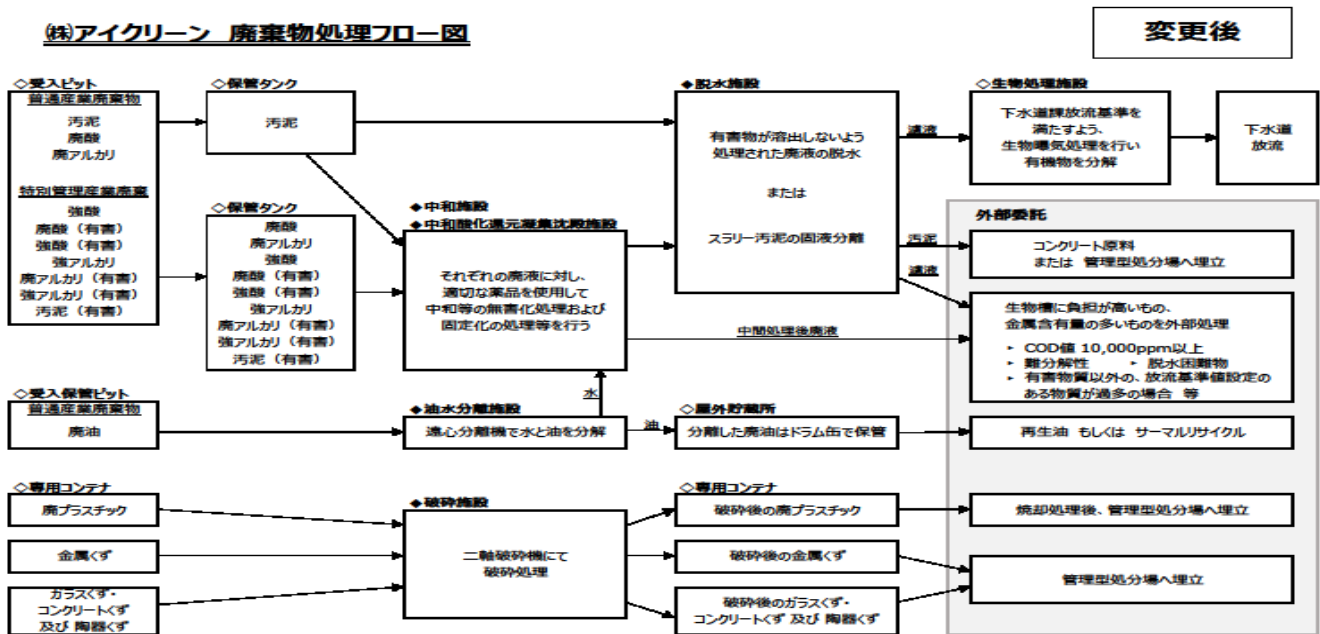 ㈱アイクリーン 廃棄物処理フロー図
変更後
◇受入ピット
普通産業廃棄物
汚泥
廃酸
廃アルカリ
特別管理産業廃棄
強酸
廃酸（有害）
強酸（有害）
強アルカリ
廃アルカリ（有害）
強アルカリ（有害）
汚泥（有害）
◇保管タンク
汚泥
◇保管タンク
廃酸
廃アルカリ
強酸
廃酸（有害）
強酸（有害）
強アルカリ
廃アルカリ（有害）
強アルカリ（有害）
汚泥（有害）
◆中和施設
◆中和酸化還元凝集沈殿施設
それぞれの廃液に対し、
適切な薬品を使用して
中和等の無害化処理および
固定化の処理等を行う
◆脱水施設
有害物が溶出しないよう
処理された廃液の脱水
または
スラリー汚泥の固液分離
濾液
汚泥
濾液
中間処理後廃液
◇生物処理施設
下水道課放流基準を
満たすよう、
生物曝気処理を行い
有機物を分解
下水道
放流
外部委託
コンクリート原料
または 管理型処分場へ埋立
生物槽に負担が高いもの、
金属含有量の多いものを外部処理
▸ COD値 10,000ppm以上
▸ 難分解性 ▸ 脱水困難物
▸ 有害物質以外の、放流基準値設定の
ある物質が過多の場合 等
◇受入保管ピット
普通産業廃棄物
廃油
◆油水分離施設
遠心分離機で水と油を分解
水
油
◇屋外貯蔵所
分離した廃油はドラム缶で保管
再生油 もしくは サーマルリサイクル
◇専用コンテナ
廃プラスチック
金属くず
ガラスくず・
コンクリートくず
及び 陶器くず
◆破砕施設
二軸破砕機にて
破砕処理
◇専用コンテナ
破砕後の廃プラスチック
破砕後の金属くず
破砕後のガラスくず・
コンクリートくず 及び 陶器くず
焼却処理後、管理型処分場へ埋立
管理型処分場へ埋立